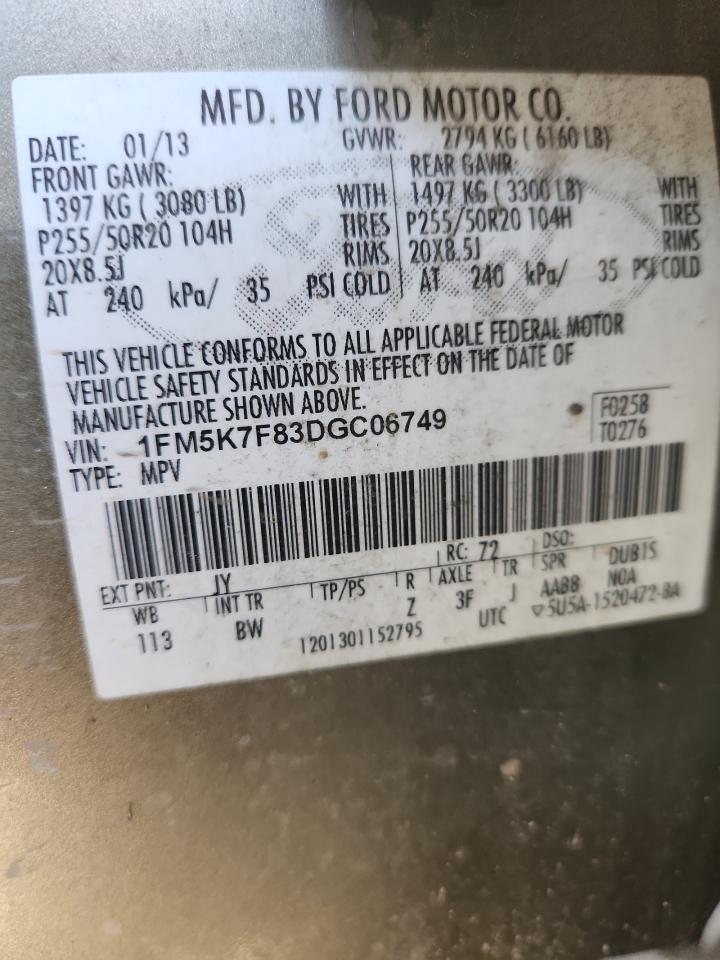 MFD. BY FORD MOTOR CO.
DATE: 01/13 GVWR: 2794 KG ( 6160 LB)
FRONT GAWR: REAR GAWR:
1397 KG ( 3080 LB) WITH 1497 KG ( 3300 LB) WITH
P255/50R20 104H TIRES P255/50R20 104H TIRES
20X8.5J RIMS 20X8.5J RIMS
AT 240 kPa/ 35 PSI COLD AT 240 kPa/ 35 PSI COLD
THIS VEHICLE CONFORMS TO ALL APPLICABLE FEDERAL MOTOR
VEHICLE SAFETY STANDARDS IN EFFECT ON THE DATE OF
MANUFACTURE SHOWN ABOVE.
VIN: 1FM5K7F83DGC06749 F0258
TYPE: MPV T0276
EXT PNT: JY RC: 72 DSO:
WB INT TR TP/PS R AXLE TR SPR DUB1S
113 BW Z 3F J AABB NOA
1201301152795 UTC ▽5U5A-1520472-BA